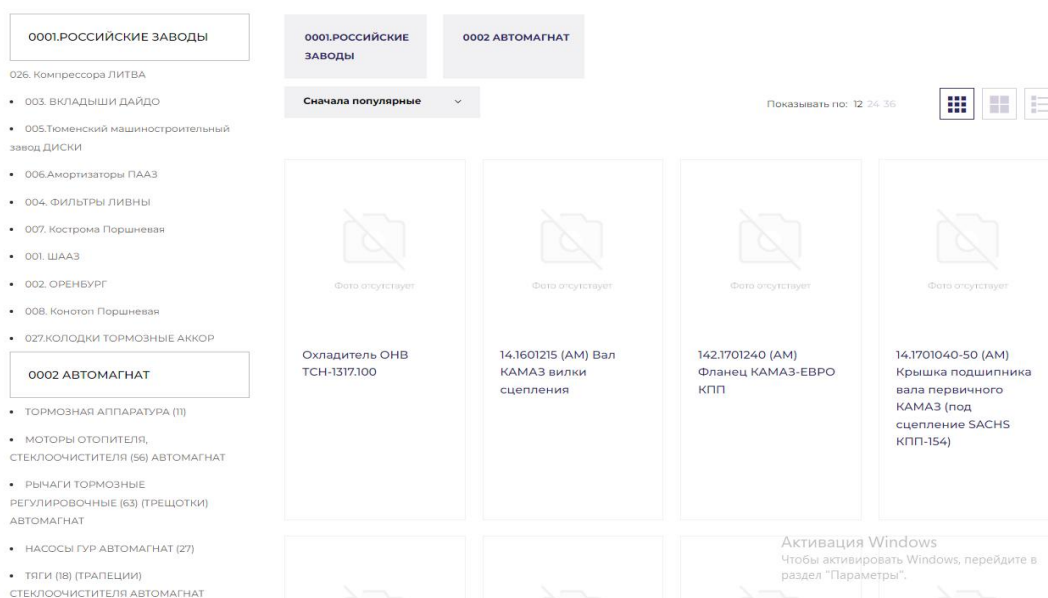 0001.РОССИЙСКИЕ ЗАВОДЫ
026. Компрессора ЛИТВА
003. ВКЛАДЫШИ ДАЙДО
005.Тюменский машиностроительный
завод ДИСКИ
006.Амортизаторы ПААЗ
004. ФИЛЬТРЫ ЛИВНЫ
007. Кострома Поршневая
001. ШААЗ
002. ОРЕНБУРГ
008. Конотоп Поршневая
027.КОЛОДКИ ТОРМОЗНЫЕ АККОР
0002 АВТОМАГНАТ
ТОРМОЗНАЯ АППАРАТУРА (11)
МОТОРЫ ОТОПИТЕЛЯ,
СТЕКЛООЧИСТИТЕЛЯ (56) АВТОМАГНАТ
РЫЧАГИ ТОРМОЗНЫЕ
РЕГУЛИРОВОЧНЫЕ (63) (ТРЕЩОТКИ)
АВТОМАГНАТ
НАСОСЫ ГУР АВТОМАГНАТ (27)
ТЯГИ (18) (ТРАПЕЦИИ)
СТЕКЛООЧИСТИТЕЛЯ АВТОМАГНАТ
0001.РОССИЙСКИЕ
ЗАВОДЫ
0002 АВТОМАГНАТ
Сначала популярные
Показывать по: 12 24 36
Фото отсутствует
Охладитель ОНВ
ТСН-1317.100
Фото отсутствует
14.1601215 (АМ) Вал
КАМАЗ вилки
сцепления
Фото отсутствует
142.1701240 (АМ)
Фланец КАМАЗ-ЕВРО
КПП
Фото отсутствует
14.1701040-50 (АМ)
Крышка подшипника
вала первичного
КАМАЗ (под
сцепление SACHS
КПП-154)
Активация Windows
Чтобы активировать Windows, перейдите в
раздел "Параметры".